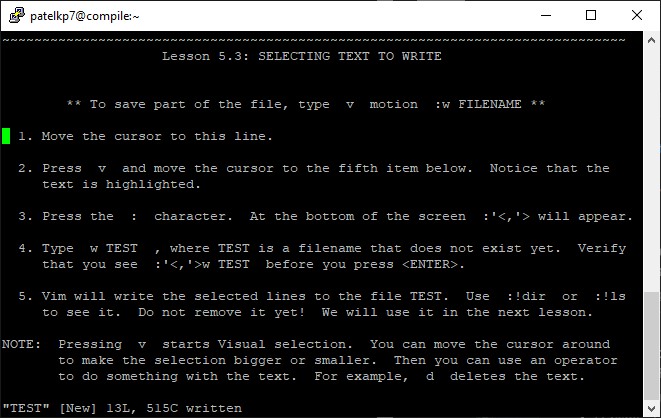 patelkp7@compile:~
~~~~~~~~~~~~~~~~~~~~~~~~~~~~~~~~~~~~~~~~~~~~~~~~~~~~~~~~~~~~~~~~~~~~~~~~~~~~~~
Lesson 5.3: SELECTING TEXT TO WRITE
** To save part of the file, type  v  motion  :w FILENAME **
1. Move the cursor to this line.
2. Press  v  and move the cursor to the fifth item below.  Notice that the
text is highlighted.
3. Press the  :  character.  At the bottom of the screen  :'<,'> will appear.
4. Type  w TEST  , where TEST is a filename that does not exist yet.  Verify
that you see  :'<,'>w TEST  before you press <ENTER>.
5. Vim will write the selected lines to the file TEST.  Use  :!dir  or  :!ls
to see it.  Do not remove it yet!  We will use it in the next lesson.
NOTE:  Pressing  v  starts Visual selection.  You can move the cursor around
to make the selection bigger or smaller.  Then you can use an operator
to do something with the text.  For example,  d  deletes the text.
"TEST" [New] 13L, 515C written